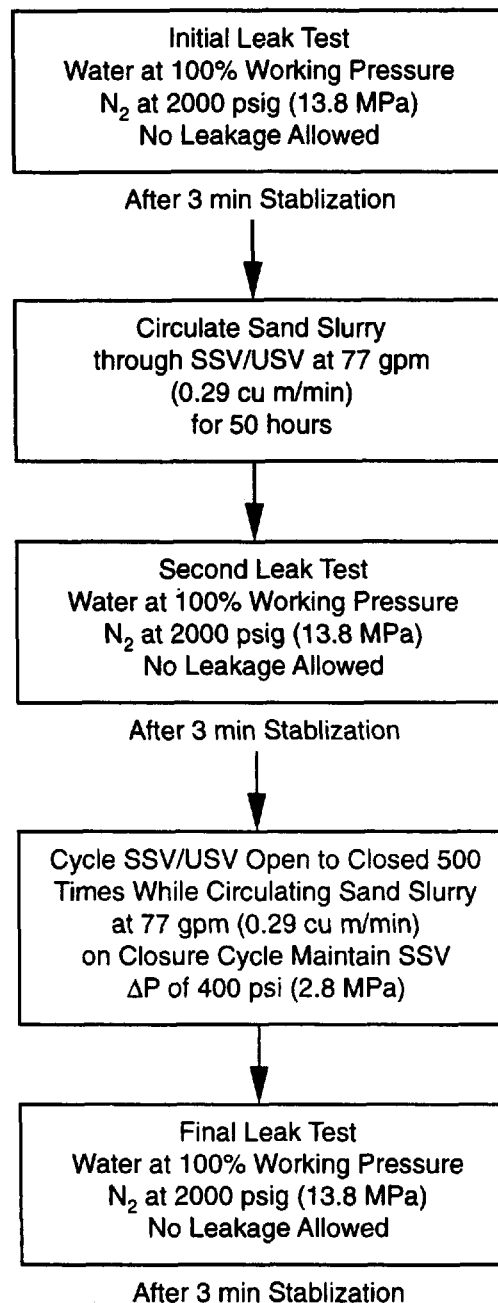 Initial Leak Test
Water at 100% Working Pressure
N₂ at 2000 psig (13.8 MPa)
No Leakage Allowed
After 3 min Stablization
Circulate Sand Slurry
through SSV/USV at 77 gpm
(0.29 cu m/min)
for 50 hours
Second Leak Test
Water at 100% Working Pressure
N₂ at 2000 psig (13.8 MPa)
No Leakage Allowed
After 3 min Stablization
Cycle SSV/USV Open to Closed 500
Times While Circulating Sand Slurry
at 77 gpm (0.29 cu m/min)
on Closure Cycle Maintain SSV
ΔP of 400 psi (2.8 MPa)
Final Leak Test
Water at 100% Working Pressure
N₂ at 2000 psig (13.8 MPa)
No Leakage Allowed
After 3 min Stablization